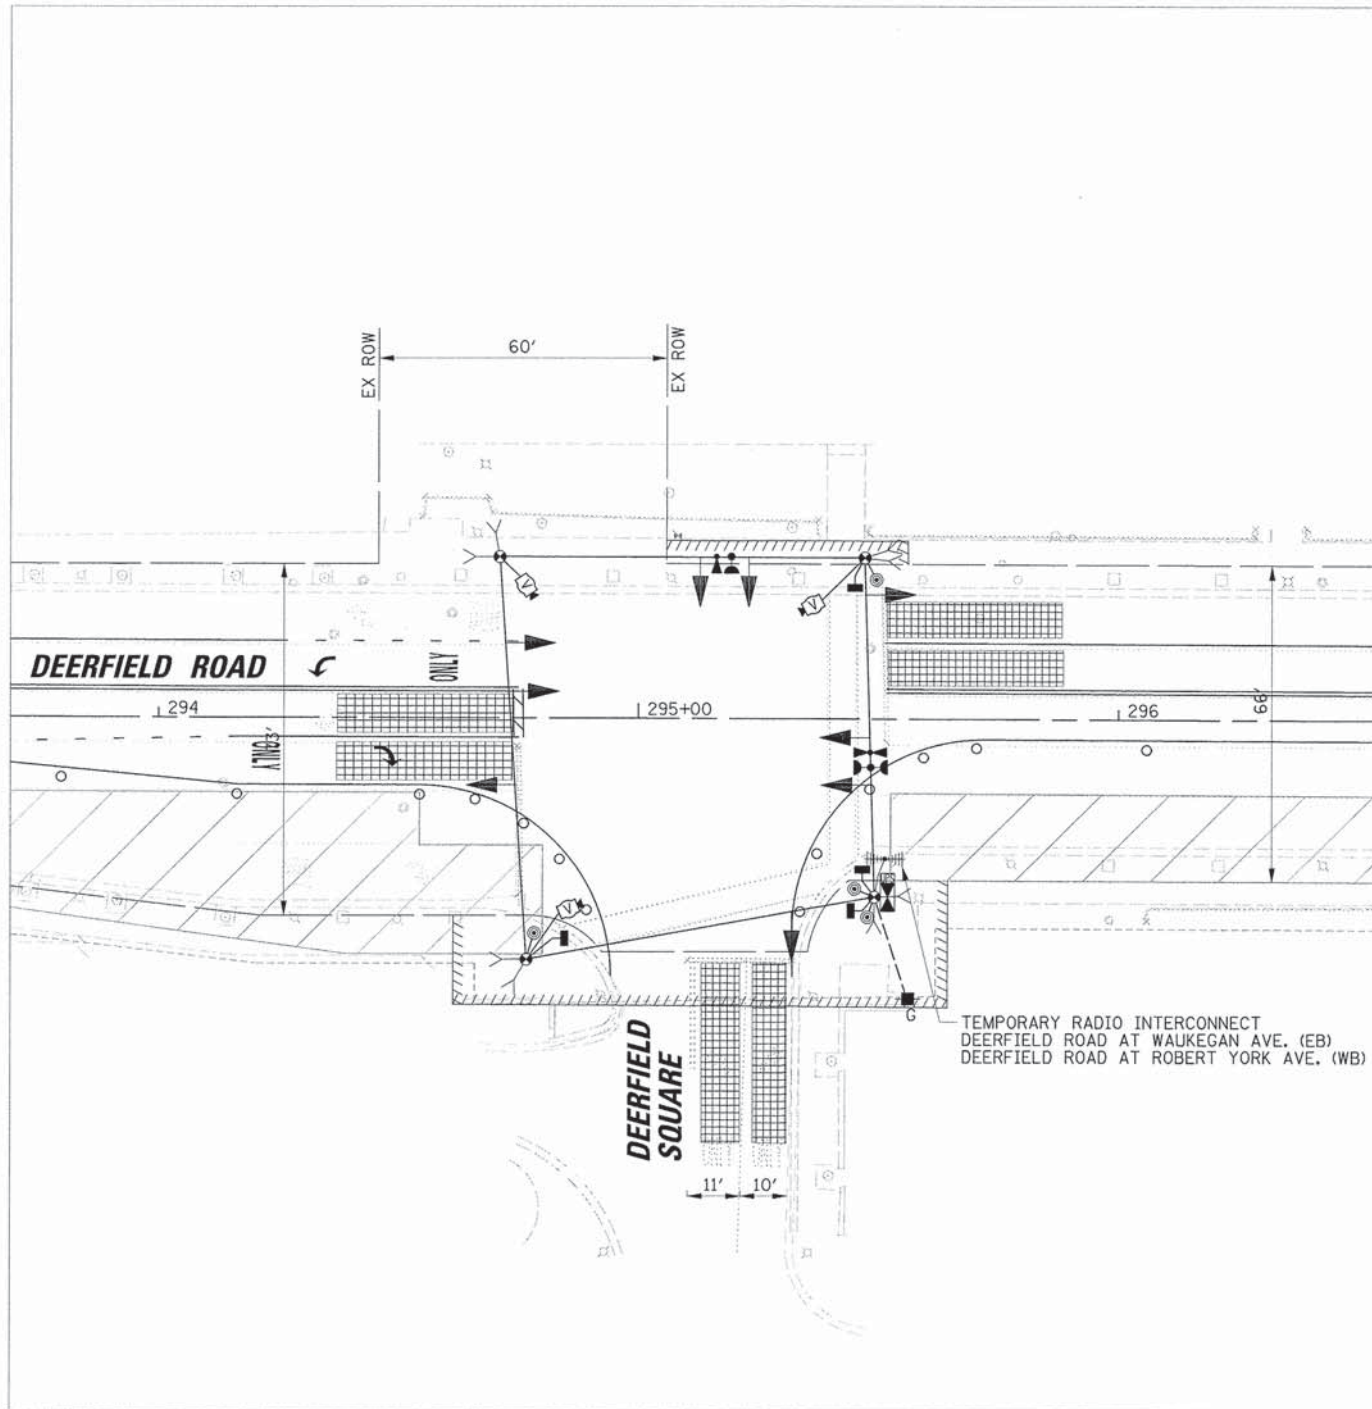 EX ROW
60'
EX ROW
DEERFIELD ROAD
ONLY
294
295+00
296
66'
ONLY
3'
V
V
V
G
TEMPORARY RADIO INTERCONNECT
DEERFIELD ROAD AT WAUKEGAN AVE. (EB)
DEERFIELD ROAD AT ROBERT YORK AVE. (WB)
DEERFIELD
SQUARE
11'
10'